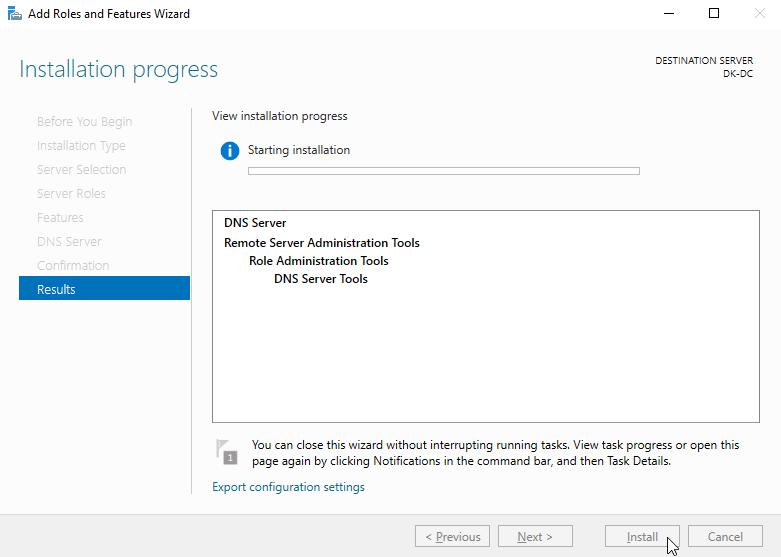 Add Roles and Features Wizard
Installation progress
DESTINATION SERVER
DK-DC
Before You Begin
Installation Type
Server Selection
Server Roles
Features
DNS Server
Confirmation
Results
View installation progress
Starting installation
DNS Server
Remote Server Administration Tools
Role Administration Tools
DNS Server Tools
1
You can close this wizard without interrupting running tasks. View task progress or open this
page again by clicking Notifications in the command bar, and then Task Details.
Export configuration settings
< Previous
Next >
Install
Cancel